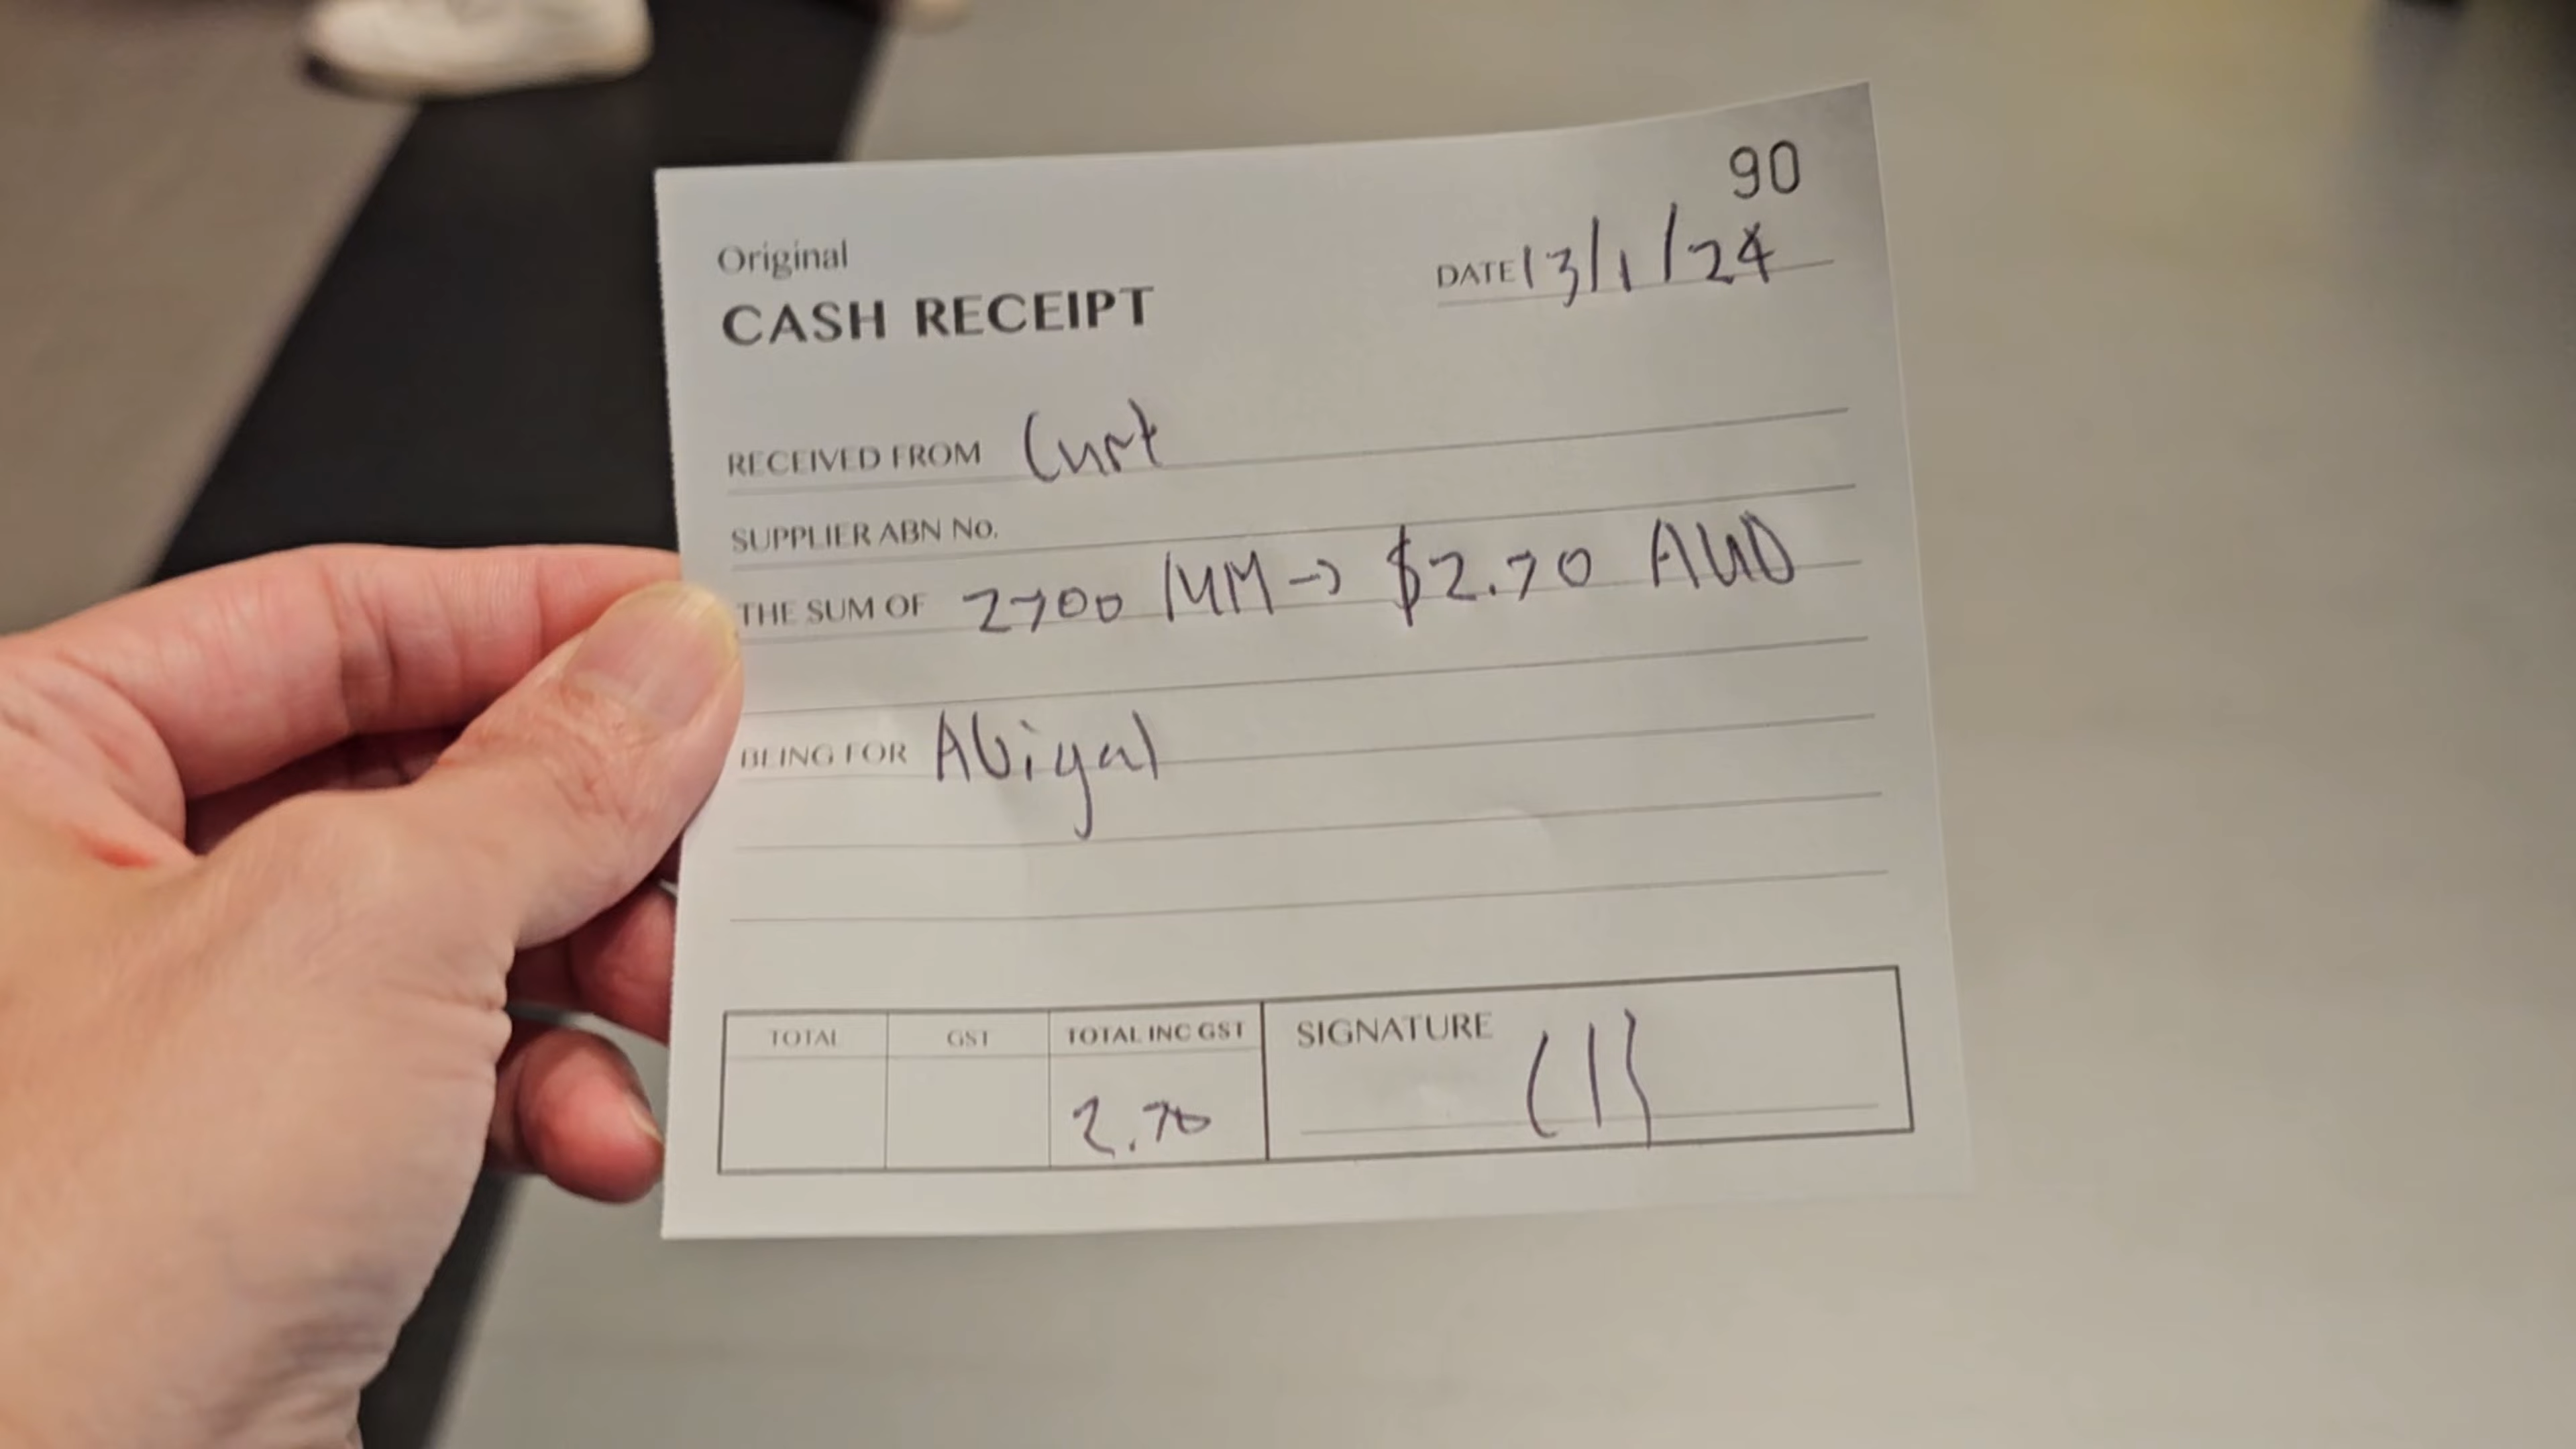 90
Original
DATE 13/1/24
CASH RECEIPT
RECEIVED FROM Curt
SUPPLIER ABN No.
THE SUM OF 2700 MM → $2.70 AUD
BEING FOR Abigal
TOTAL GST TOTAL INC GST SIGNATURE
2.70